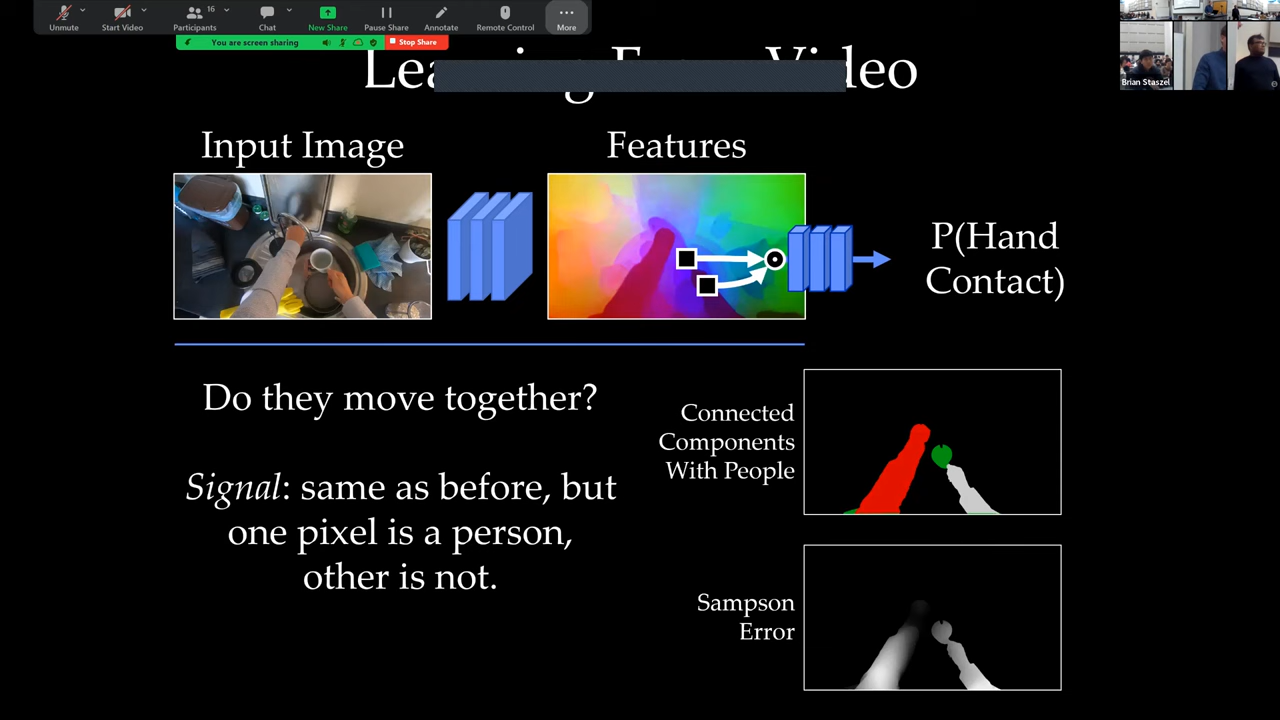 16
Unmute
Start Video
Participants
Chat
New Share
Pause Share
Annotate
Remote Control
More
You are screen sharing
Stop Share
Brian Staszel
Input Image
Features
P(Hand
Contact)
Do they move together?
Signal: same as before, but
one pixel is a person,
other is not.
Connected
Components
With People
Sampson
Error